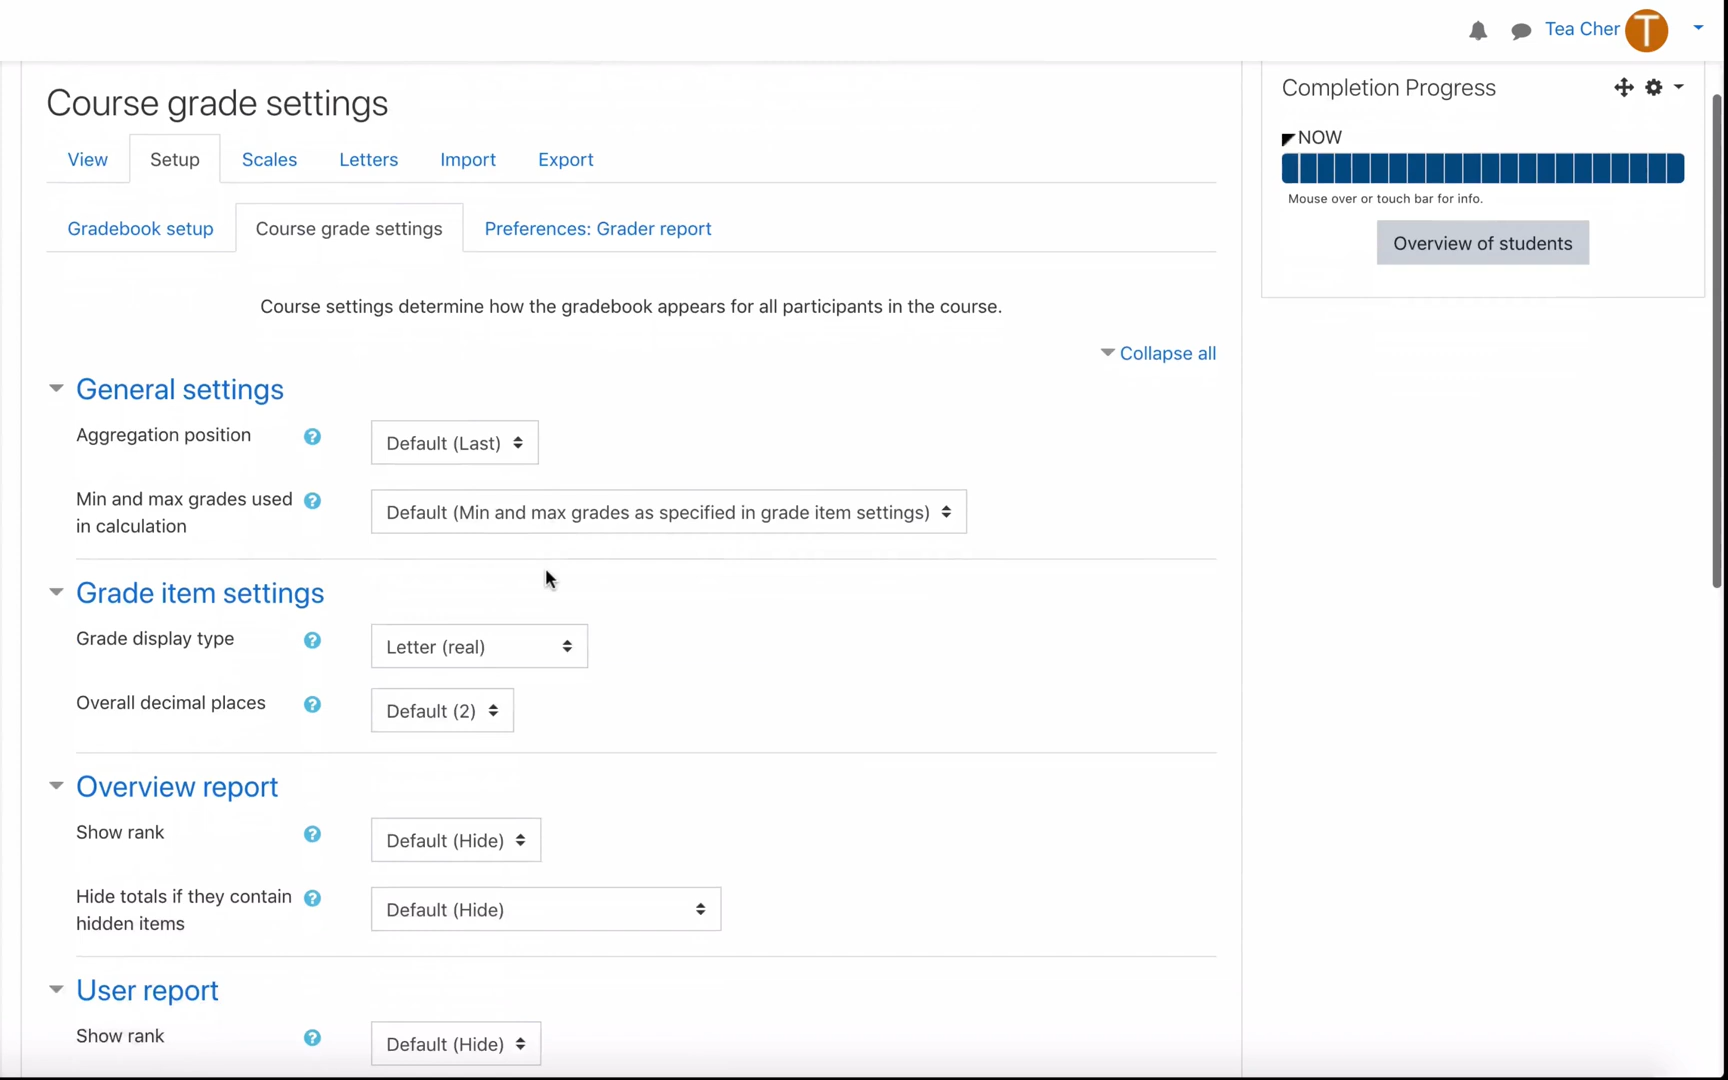 Tea Cher
T
Course grade settings
View
Setup
Scales
Letters
Import
Export
Gradebook setup
Course grade settings
Preferences: Grader report
Course settings determine how the gradebook appears for all participants in the course.
Collapse all
General settings
Aggregation position
?
Default (Last)
Min and max grades used
in calculation
?
Default (Min and max grades as specified in grade item settings)
Grade item settings
Grade display type
?
Letter (real)
Overall decimal places
?
Default (2)
Overview report
Show rank
?
Default (Hide)
Hide totals if they contain
hidden items
?
Default (Hide)
User report
Show rank
?
Default (Hide)
Completion Progress
NOW
Mouse over or touch bar for info.
Overview of students